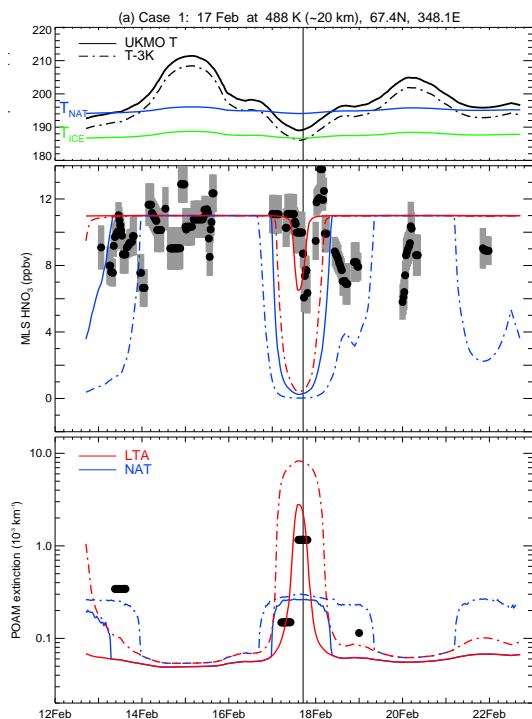 (a) Case 1: 17 Feb at 488 K (~20 km), 67.4N, 348.1E
220
210
200
190
180
UKMO T
T-3K
T_NAT
T_ICE
12
8
4
0
MLS HNO₃ (ppbv)
10.0
1.0
0.1
LTA
NAT
POAM extinction (10⁻³ km⁻¹)
12Feb 14Feb 16Feb 18Feb 20Feb 22Feb